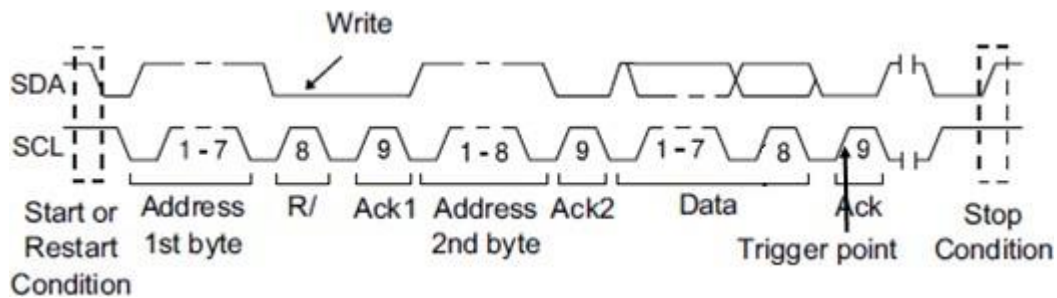 Write
SDA
SCL
1 - 7
8
9
1 - 8
9
1 - 7
8
9
Start or
Restart
Condition
Address
1st byte
R/
Ack1
Address
2nd byte
Ack2
Data
Ack
Trigger point
Stop
Condition